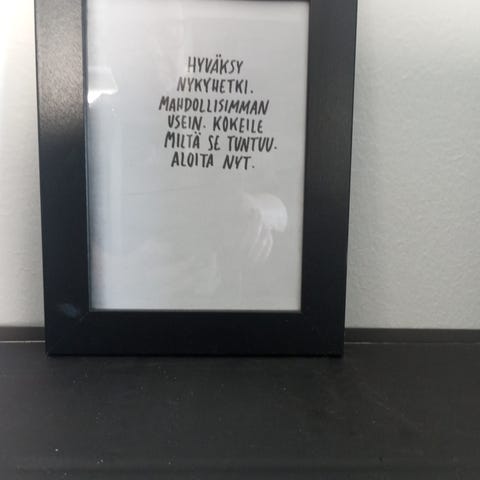 HYVÄKSY
NYKYHETKI.
MAHDOLLISIMMAN
USEIN. KOKEILE
MILTÄ SE TUNTUU.
ALOITA NYT.